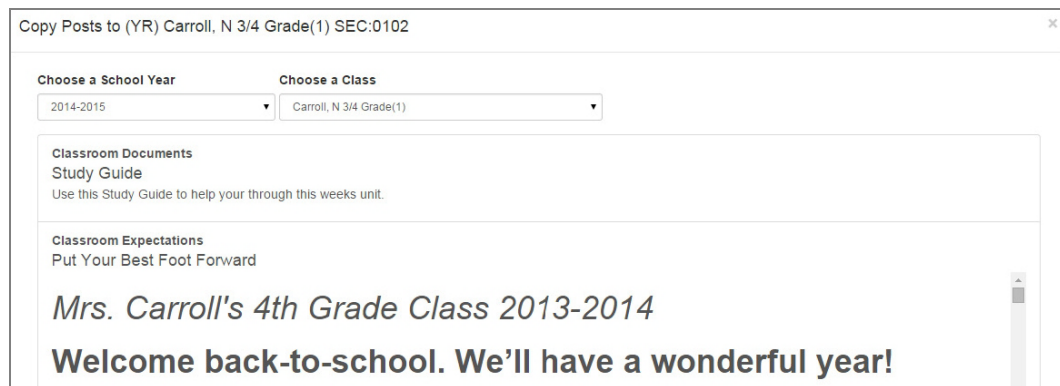 Copy Posts to (YR) Carroll, N 3/4 Grade(1) SEC:0102
×
Choose a School Year
Choose a Class
2014-2015
Carroll, N 3/4 Grade(1)
Classroom Documents
Study Guide
Use this Study Guide to help your through this weeks unit.
Classroom Expectations
Put Your Best Foot Forward
Mrs. Carroll's 4th Grade Class 2013-2014
Welcome back-to-school. We’ll have a wonderful year!